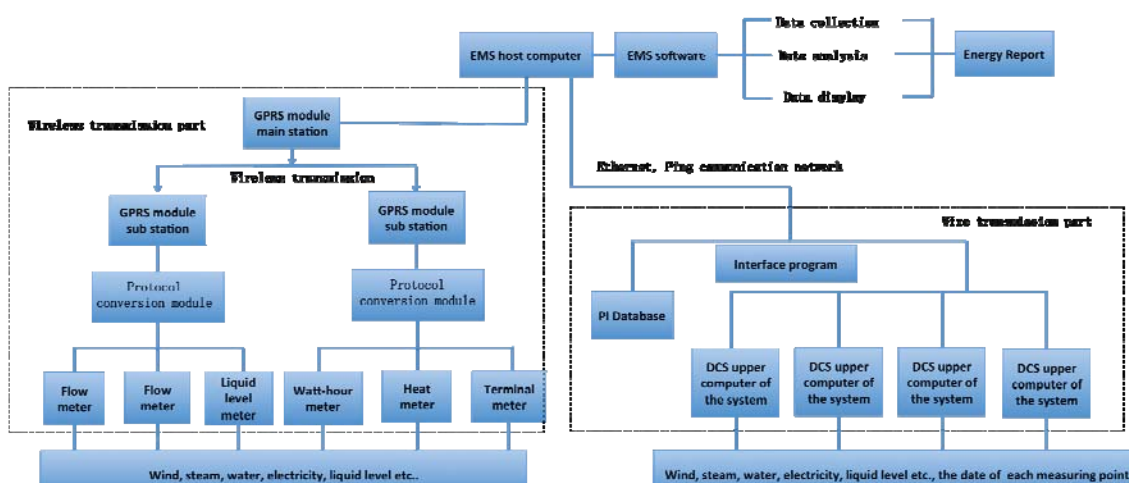 Data collection
EMS host computer
EMS software
Data analysis
Energy Report
Data display
Wireless transmission part
GPRS module
main station
Wireless transmission
Ethernet, Ping communication network
GPRS module
sub station
GPRS module
sub station
Wire transmission part
Interface program
Protocol
conversion module
Protocol
conversion module
PI Database
Flow
meter
Flow
meter
Liquid
level
meter
Watt-hour
meter
Heat
meter
Terminal
meter
DCS upper
computer of
the system
DCS upper
computer of
the system
DCS upper
computer of
the system
DCS upper
computer of
the system
Wind, steam, water, electricity, liquid level etc..
Wind, steam, water, electricity, liquid level etc., the date of each measuring point